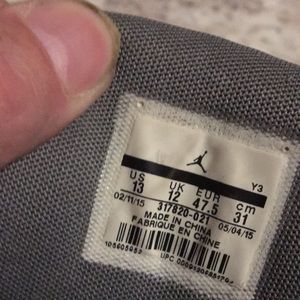 Y3
US UK EUR cm
13 12 47.5 31
02/11/15 317820-021 05/04/15
MADE IN CHINA
FABRIQUE EN CHINE
UPC